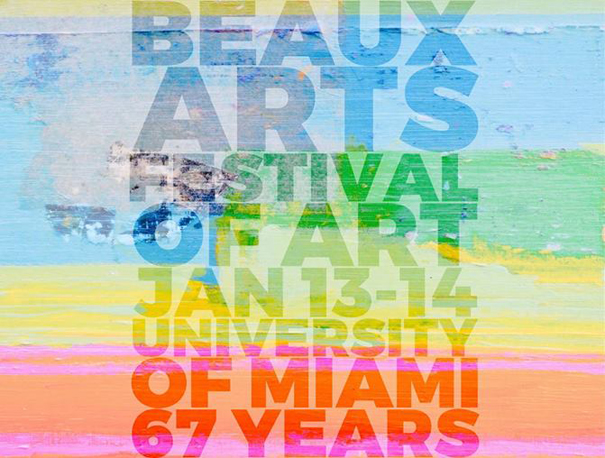 BEAUX
ARTS
FESTIVAL
OF ART
JAN 13-14
UNIVERSITY
OF MIAMI
67 YEARS